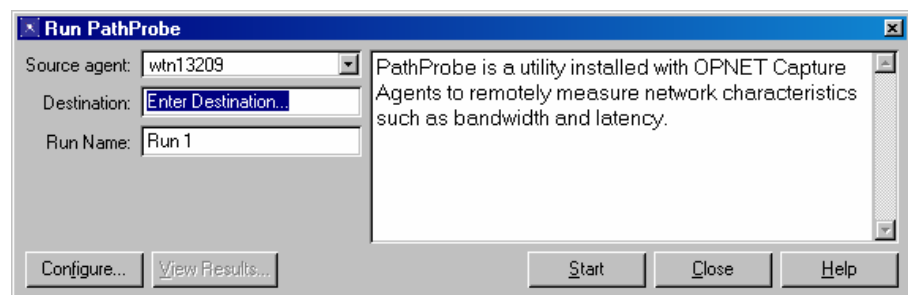 Run PathProbe
Source agent: wtn13209
Destination: Enter Destination...
Run Name: Run 1
PathProbe is a utility installed with OPNET Capture
Agents to remotely measure network characteristics
such as bandwidth and latency.
Configure... View Results... Start Close Help